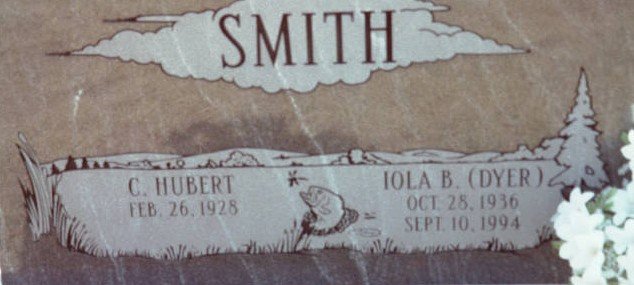 SMITH
C. HUBERT
FEB. 26, 1928
IOLA B. (DYER)
OCT. 28, 1936
SEPT. 10, 1994